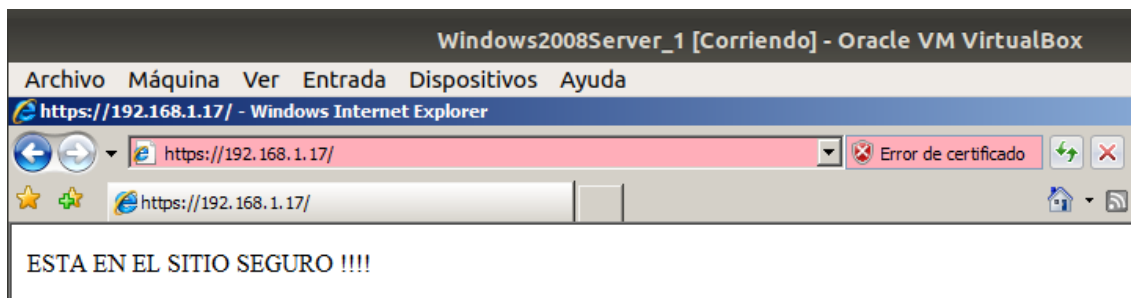 Windows2008Server_1 [Corriendo] - Oracle VM VirtualBox
Archivo Máquina Ver Entrada Dispositivos Ayuda
https://192.168.1.17/ - Windows Internet Explorer
https://192.168.1.17/ Error de certificado
https://192.168.1.17/
ESTA EN EL SITIO SEGURO !!!!